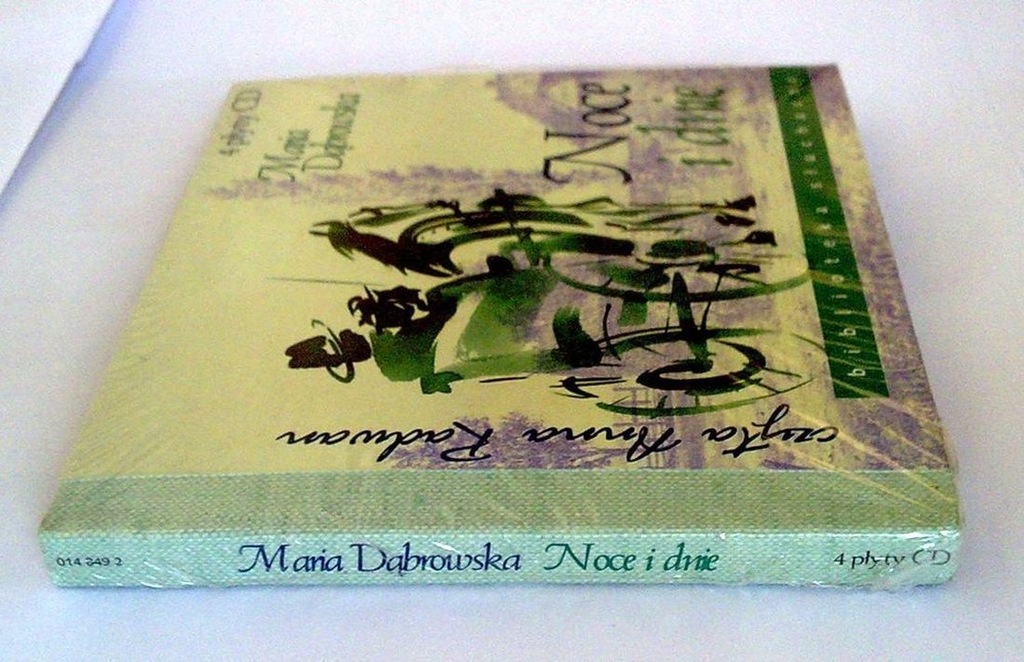 4 płyty CD
Maria
Dąbrowska
Noce
i dnie
czyta Anna Radwan
014 249 2
Maria Dąbrowska Noce i dnie
4 płyty CD